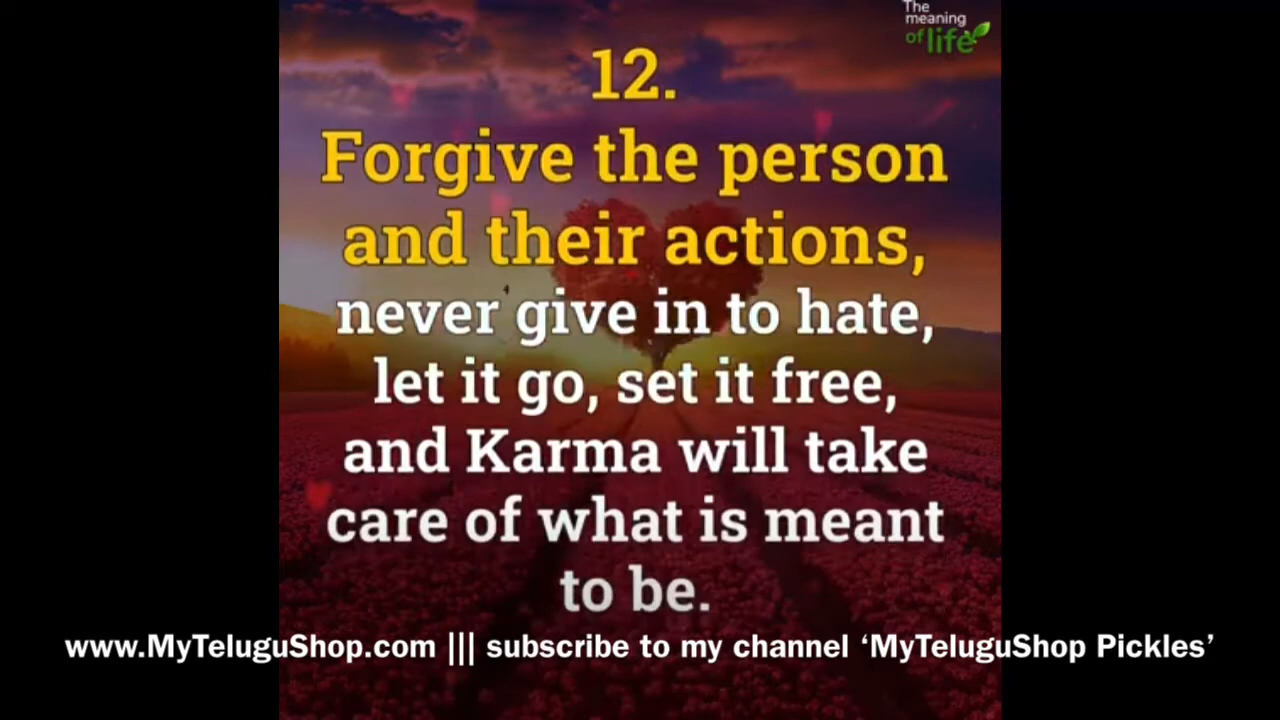 The
meaning
of life
12.
Forgive the person
and their actions,
never give in to hate,
let it go, set it free,
and Karma will take
care of what is meant
to be.
www.MyTeluguShop.com ||| subscribe to my channel ‘MyTeluguShop Pickles’